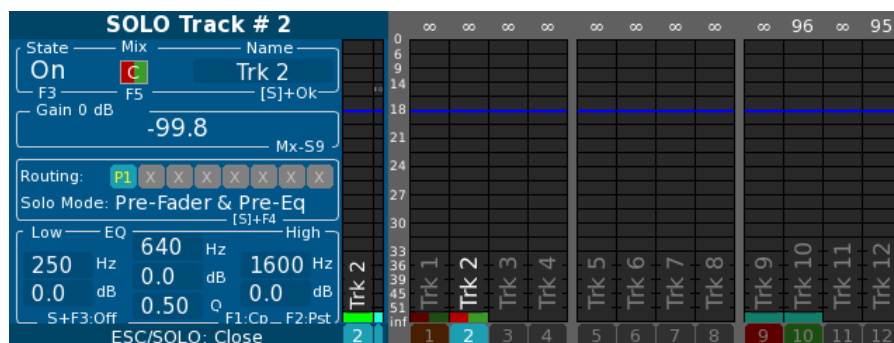 SOLO Track # 2
State Mix Name
On C Trk 2
F3 F5 [S]+Ok
Gain 0 dB
-99.8
Mx-S9
Routing: P1 X X X X X X X
Solo Mode: Pre-Fader & Pre-Eq
[S]+F4
Low EQ High
640 Hz
250 Hz 1600 Hz
0.0 dB
0.0 dB 0.0 dB
0.50 Q
S+F3:Off F1:Cp F2:Pst
ESC/SOLO: Close
Trk 2
2
∞ ∞ ∞ ∞ ∞ ∞ ∞ ∞ ∞ 96 ∞ 95
0
6
9
14
18
21
24
27
30
33
36
39
45
51
inf
Trk 1 Trk 2 Trk 3 Trk 4 Trk 5 Trk 6 Trk 7 Trk 8 Trk 9 Trk 10 Trk 11 Trk 12
1 2 3 4 5 6 7 8 9 10 11 12